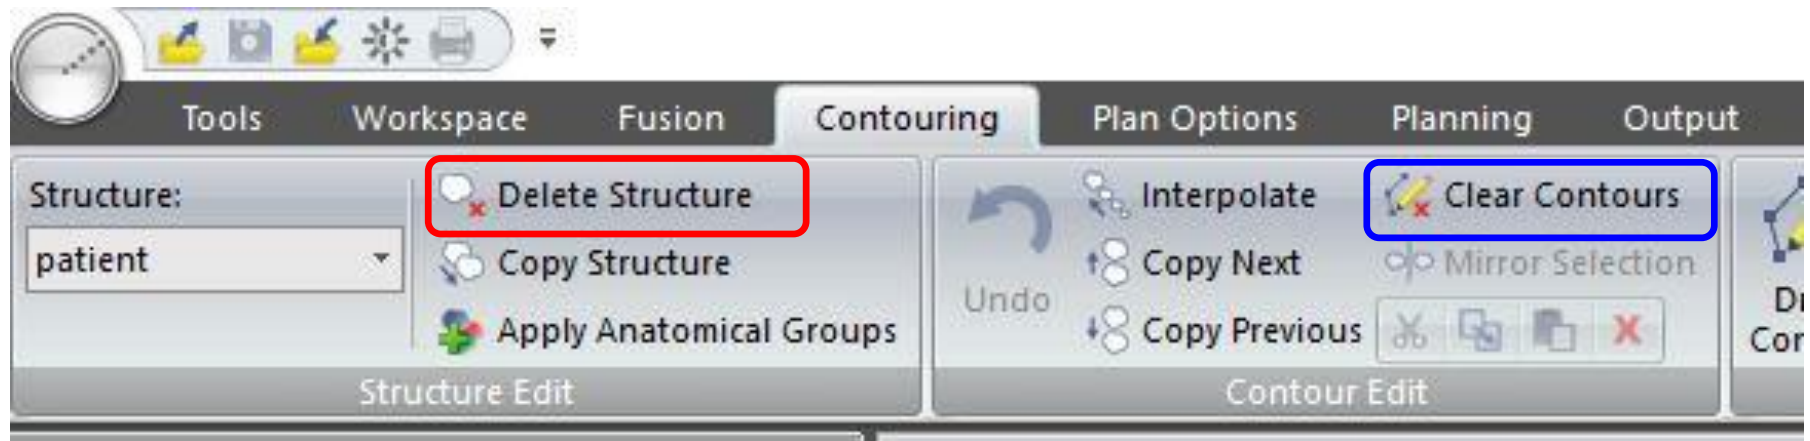 Tools Workspace Fusion Contouring Plan Options Planning Output
Structure:
patient
Delete Structure
Copy Structure
Apply Anatomical Groups
Structure Edit
Undo
Interpolate
Copy Next
Copy Previous
Clear Contours
Mirror Selection
Contour Edit